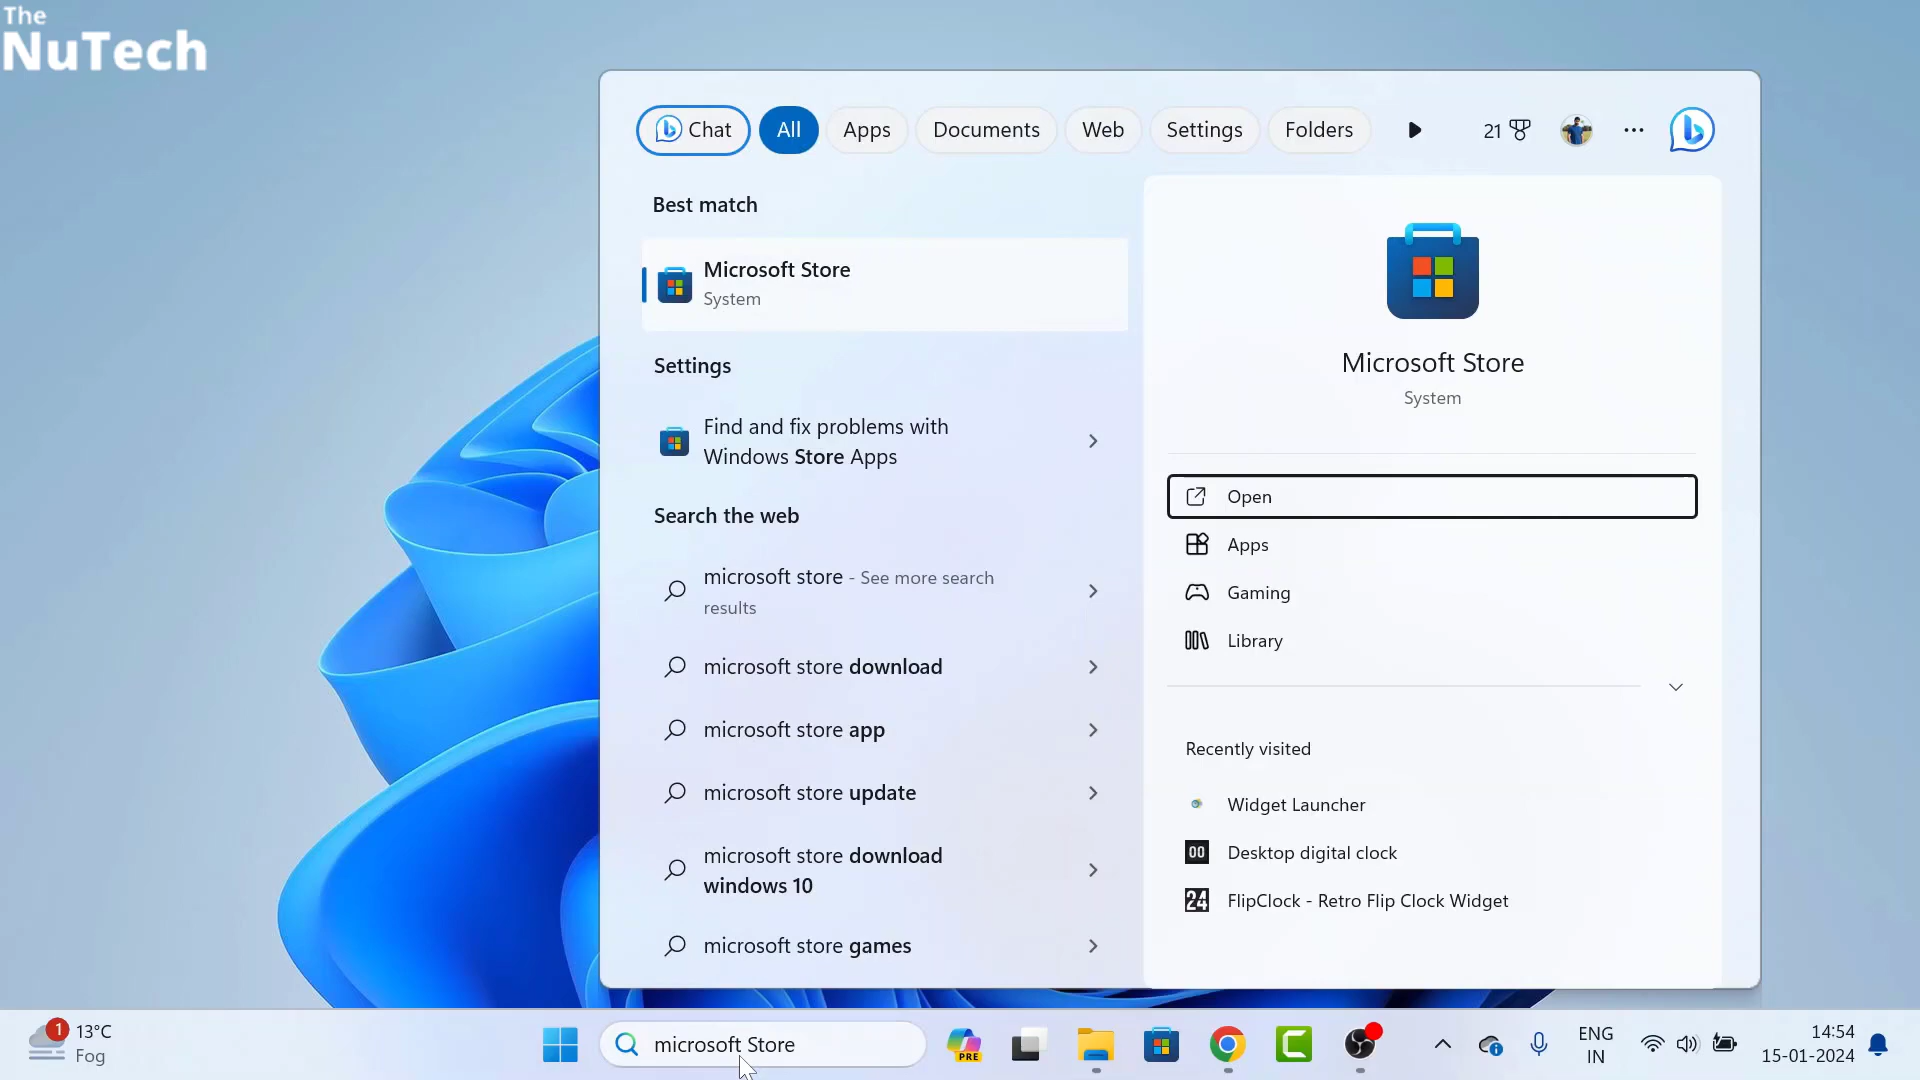 The
NuTech
Chat
All
Apps
Documents
Web
Settings
Folders
21
Best match
Microsoft Store
System
Settings
Find and fix problems with
Windows Store Apps
Search the web
microsoft store - See more search
results
microsoft store download
microsoft store app
microsoft store update
microsoft store download
windows 10
microsoft store games
Microsoft Store
System
Open
Apps
Gaming
Library
Recently visited
Widget Launcher
00 Desktop digital clock
24 FlipClock - Retro Flip Clock Widget
1
13°C
Fog
microsoft Store
PRE
ENG
IN
14:54
15-01-2024